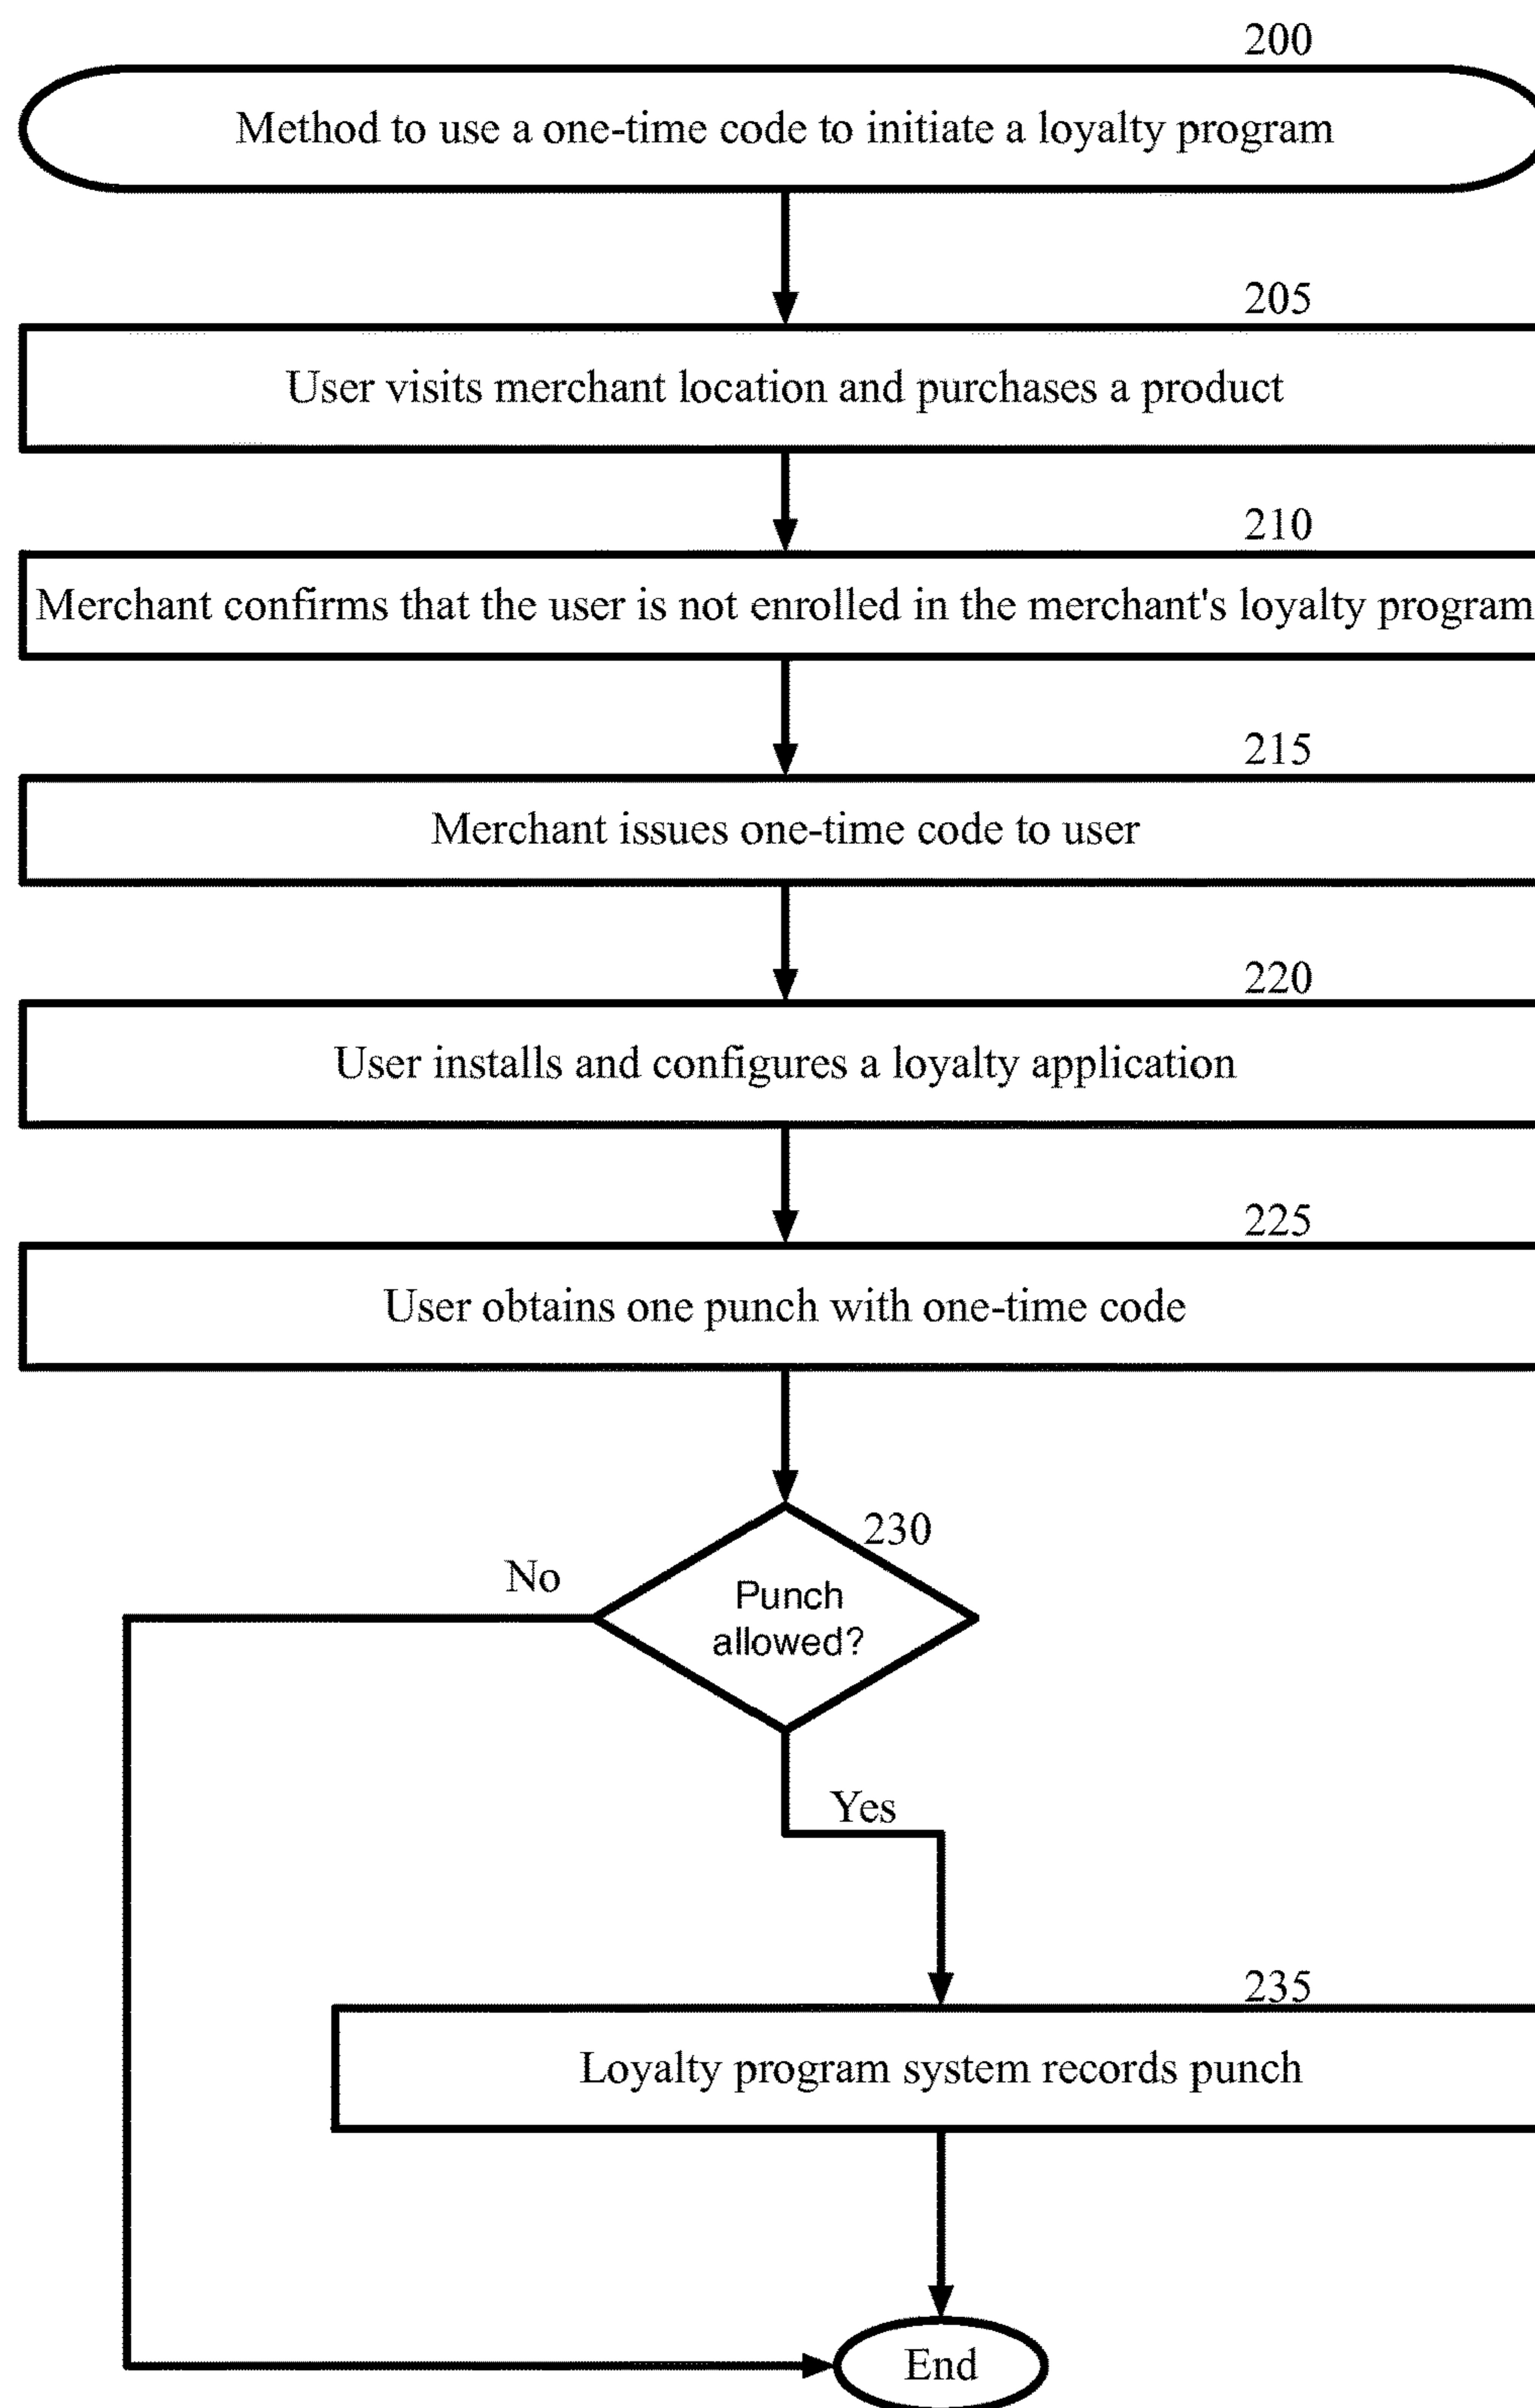 200
Method to use a one-time code to initiate a loyalty program
205
User visits merchant location and purchases a product
210
Merchant confirms that the user is not enrolled in the merchant's loyalty program
215
Merchant issues one-time code to user
220
User installs and configures a loyalty application
225
User obtains one punch with one-time code
230
No
Punch
allowed?
Yes
235
Loyalty program system records punch
End